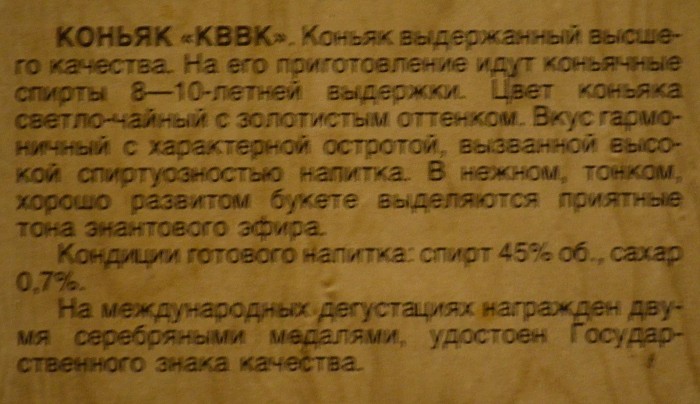 КОНЬЯК «КВВК». Коньяк выдержанный высше-
го качества. На его приготовление идут коньячные
спирты 8—10-летней выдержки. Цвет коньяка
светло-чайный с золотистым оттенком. Вкус гармо-
ничный с характерной остротой, вызванной высо-
кой спиртуозностью напитка. В нежном, тонком,
хорошо развитом букете выделяются приятные
тона энантового эфира.
Кондиции готового напитка: спирт 45% об., сахар
0,7%.
На международных дегустациях награжден дву-
мя серебряными медалями, удостоен Государ-
ственного знака качества.